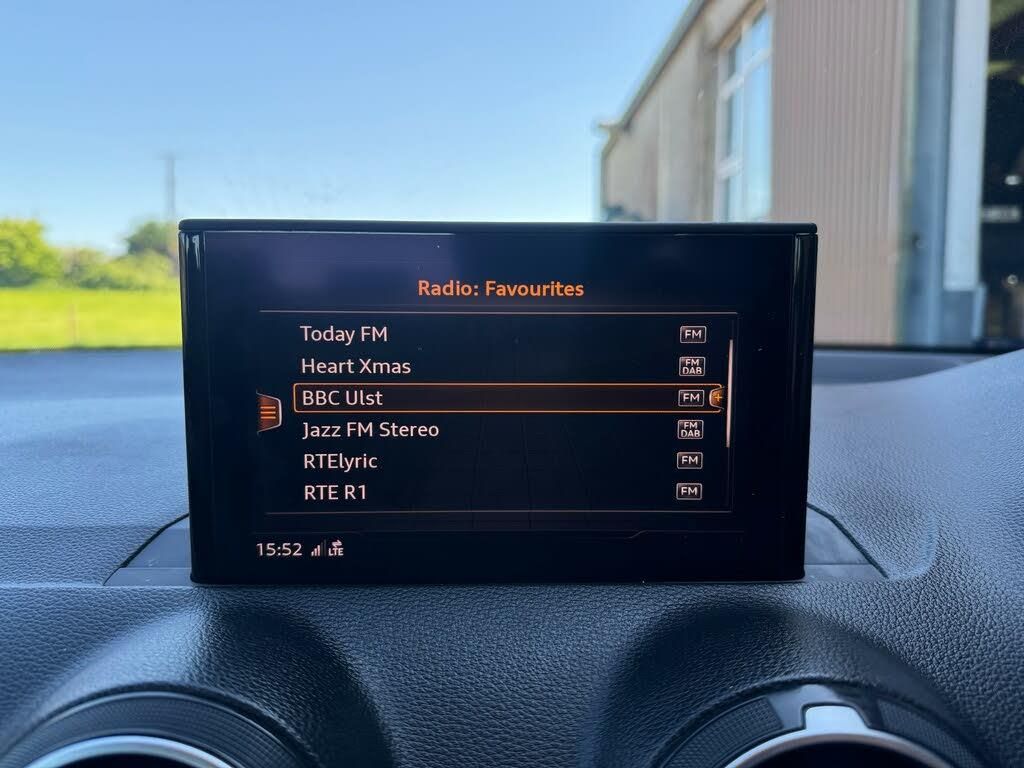 Radio: Favourites
Today FM FM
Heart Xmas FM DAB
BBC Ulst FM
Jazz FM Stereo FM DAB
RTElyric FM
RTE R1 FM
15:52 LTE